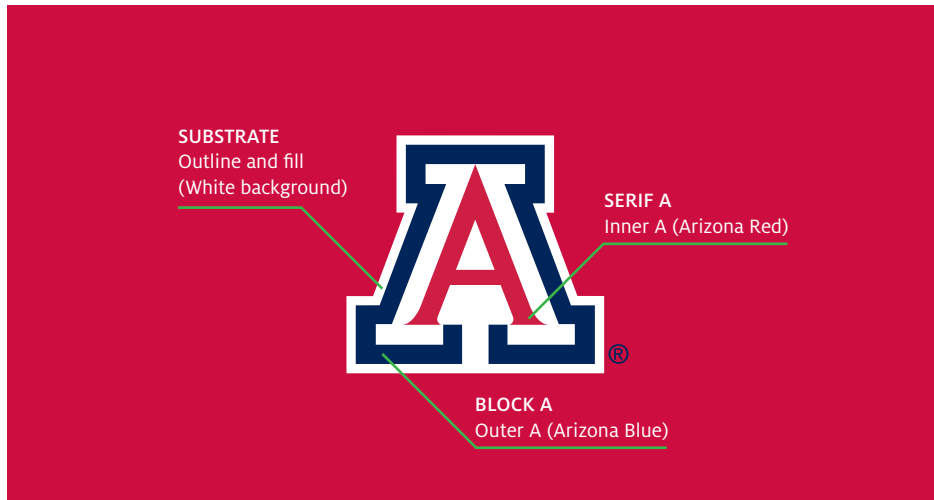 SUBSTRATE
Outline and fill
(White background)
SERIF A
Inner A (Arizona Red)
A
®
BLOCK A
Outer A (Arizona Blue)